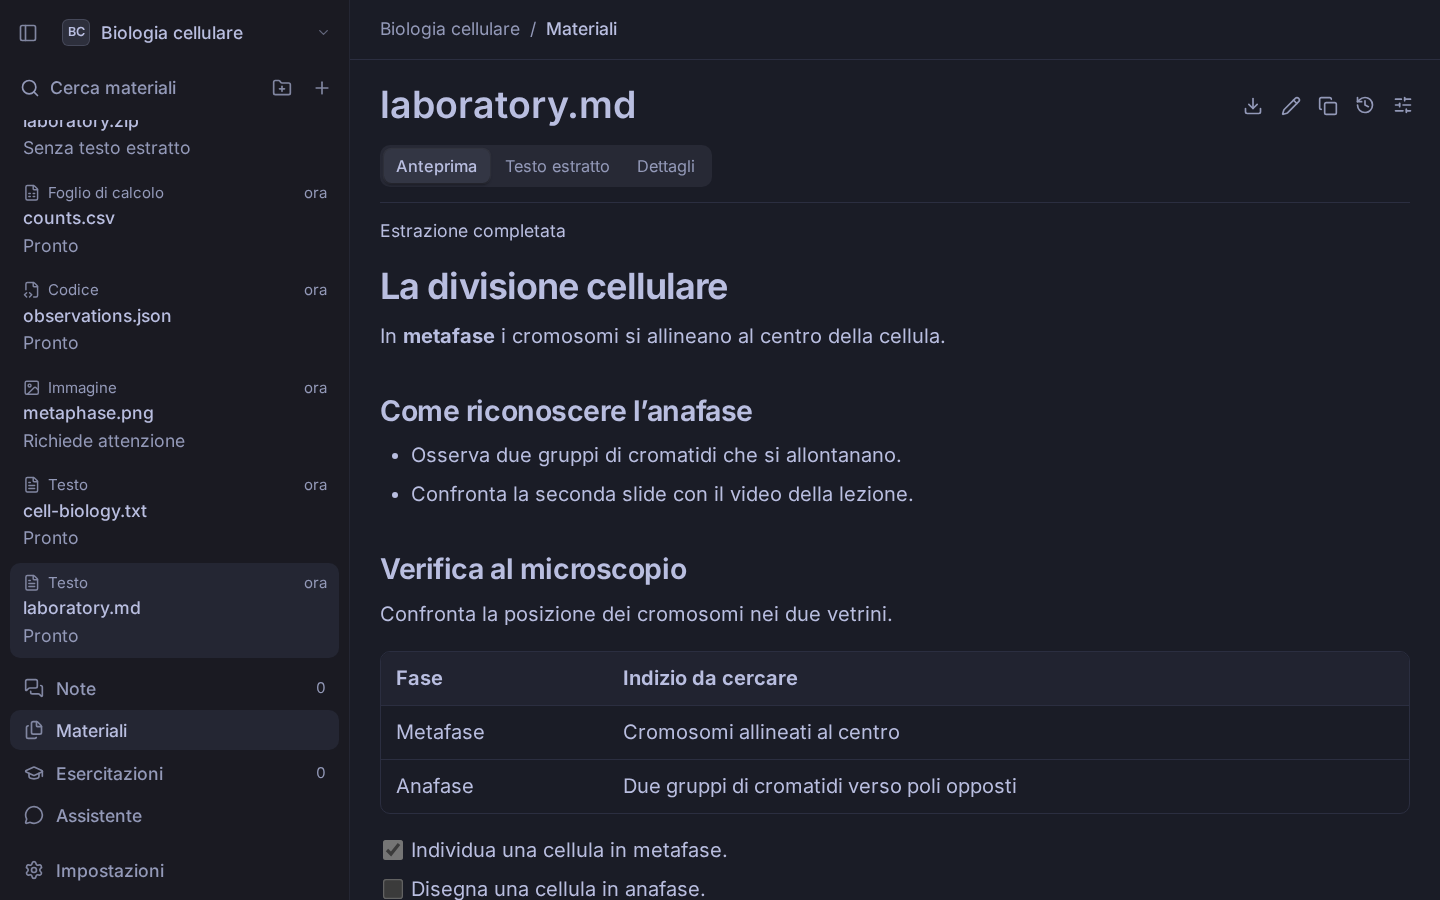 BC Biologia cellulare
Cerca materiali
laboratory.zip
Senza testo estratto
Foglio di calcolo ora
counts.csv
Pronto
Codice ora
observations.json
Pronto
Immagine ora
metaphase.png
Richiede attenzione
Testo ora
cell-biology.txt
Pronto
Testo ora
laboratory.md
Pronto
Note 0
Materiali
Esercitazioni 0
Assistente
Impostazioni
Biologia cellulare / Materiali
laboratory.md
Anteprima Testo estratto Dettagli
Estrazione completata
La divisione cellulare
In metafase i cromosomi si allineano al centro della cellula.
Come riconoscere l’anafase
• Osserva due gruppi di cromatidi che si allontanano.
• Confronta la seconda slide con il video della lezione.
Verifica al microscopio
Confronta la posizione dei cromosomi nei due vetrini.
Fase Indizio da cercare
Metafase Cromosomi allineati al centro
Anafase Due gruppi di cromatidi verso poli opposti
Individua una cellula in metafase.
Disegna una cellula in anafase.